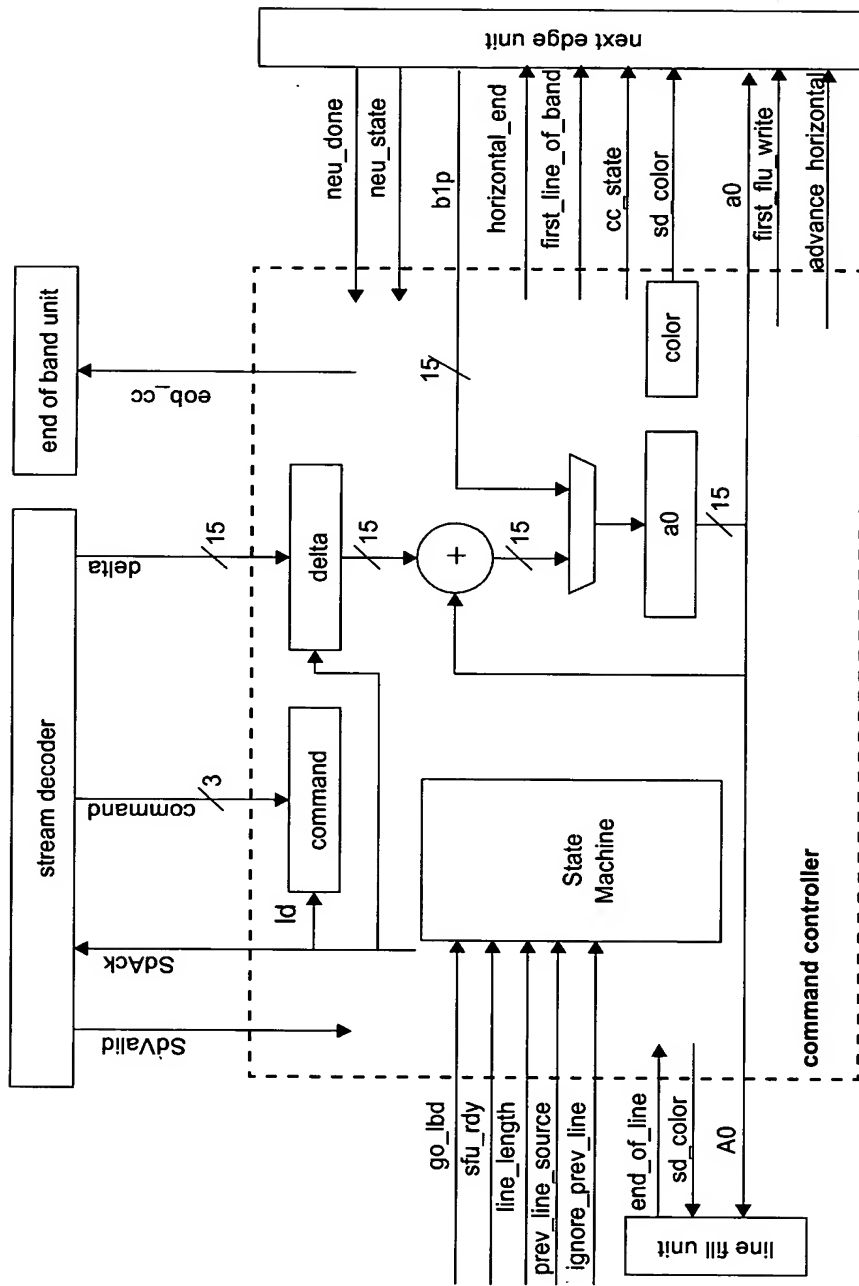 stream decoder
end of band unit
SdValid
SdAck
command
3
delta
15
eob_cc
neu_done
neu_state
b1p
horizontal_end
first_line_of_band
cc_state
sd_color
a0
first_flu_write
advance_horizontal
next edge unit
ld
command
delta
15
+
15
15
a0
15
color
State
Machine
go_lbd
sfu_rdy
line_length
prev_line_source
ignore_prev_line
end_of_line
sd_color
A0
line fill unit
command controller